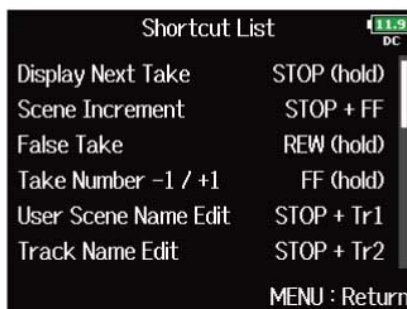 Shortcut List
11.9
DC
Display Next Take STOP (hold)
Scene Increment STOP + FF
False Take REW (hold)
Take Number -1 / +1 FF (hold)
User Scene Name Edit STOP + Tr1
Track Name Edit STOP + Tr2
MENU : Return